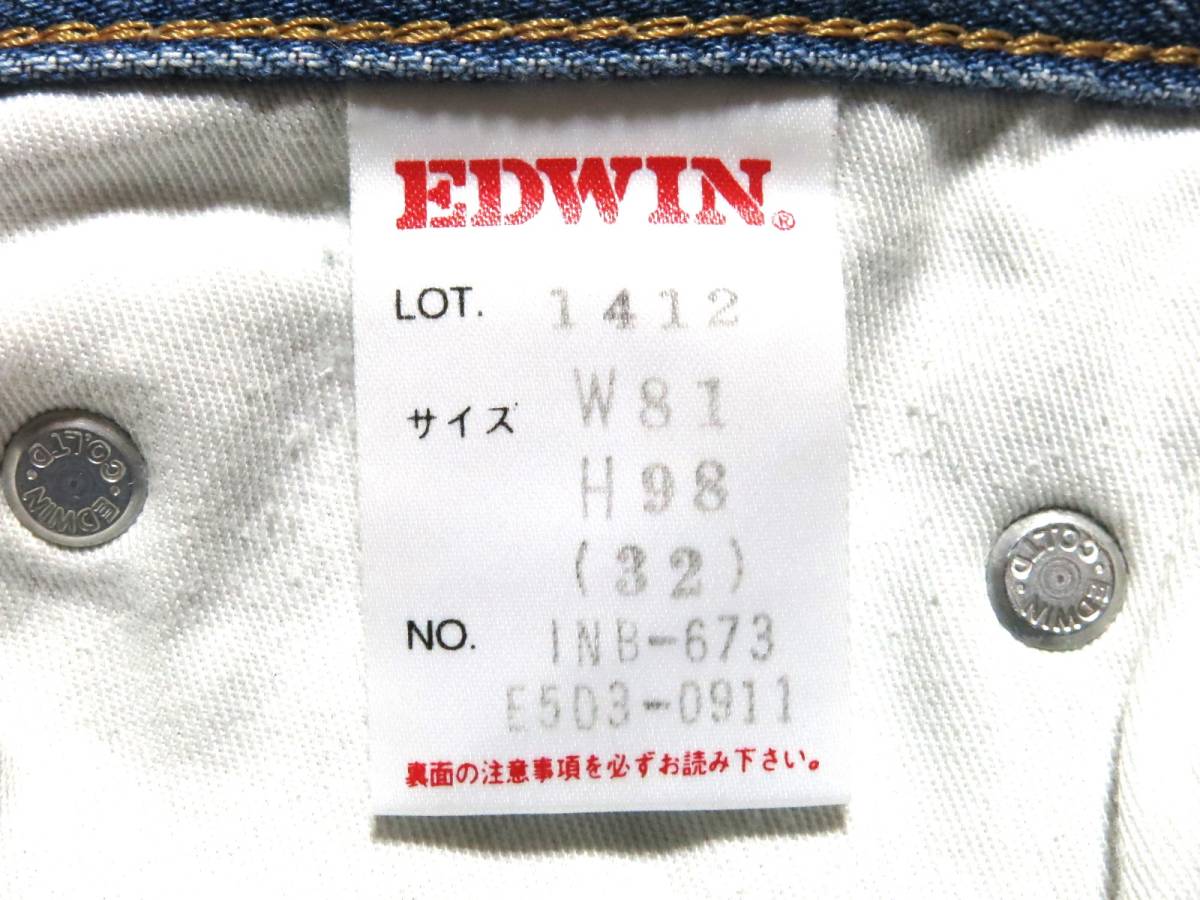 EDWIN®
LOT. 1412
サイズ W81
H98
(32)
NO. INB-673
E5D3-0911
裏面の注意事項を必ずお読み下さい。
EDWIN CO.LTD
EDWIN CO.LTD